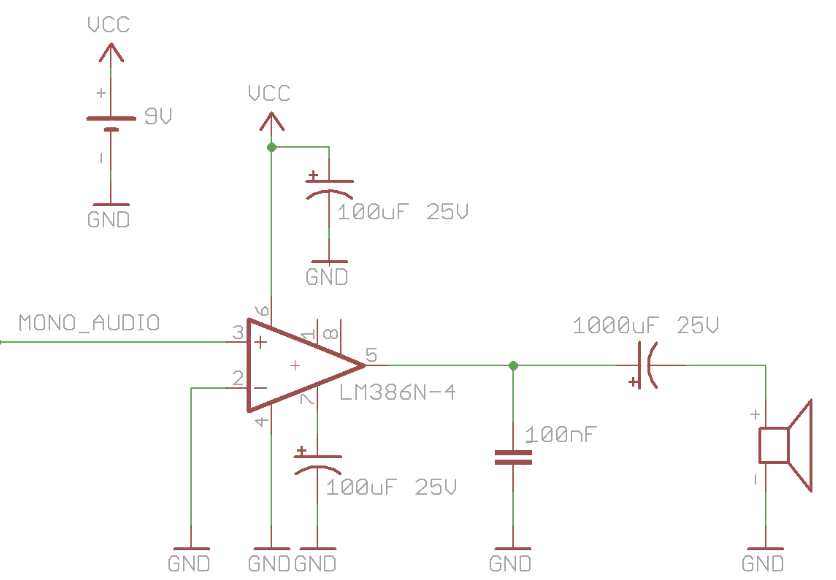 VCC
+
9V
-
GND
VCC
+
100uF 25V
GND
MONO_AUDIO
6
3
+
1
8
5
1000uF 25V
+
2
-
+
LM386N-4
4
7
+
100uF 25V
100nF
+
-
GND
GND
GND
GND
GND